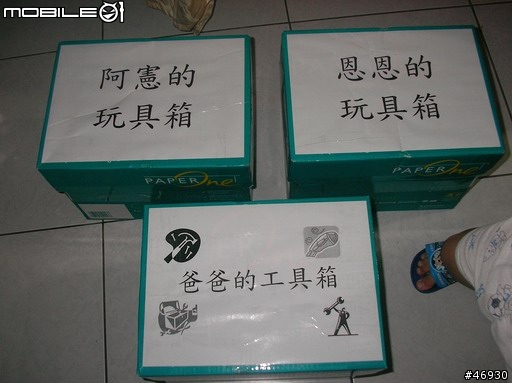 MOBILE01
阿憲的
玩具箱
PAPER One
恩恩的
玩具箱
PAPER One
爸爸的工具箱
#46930